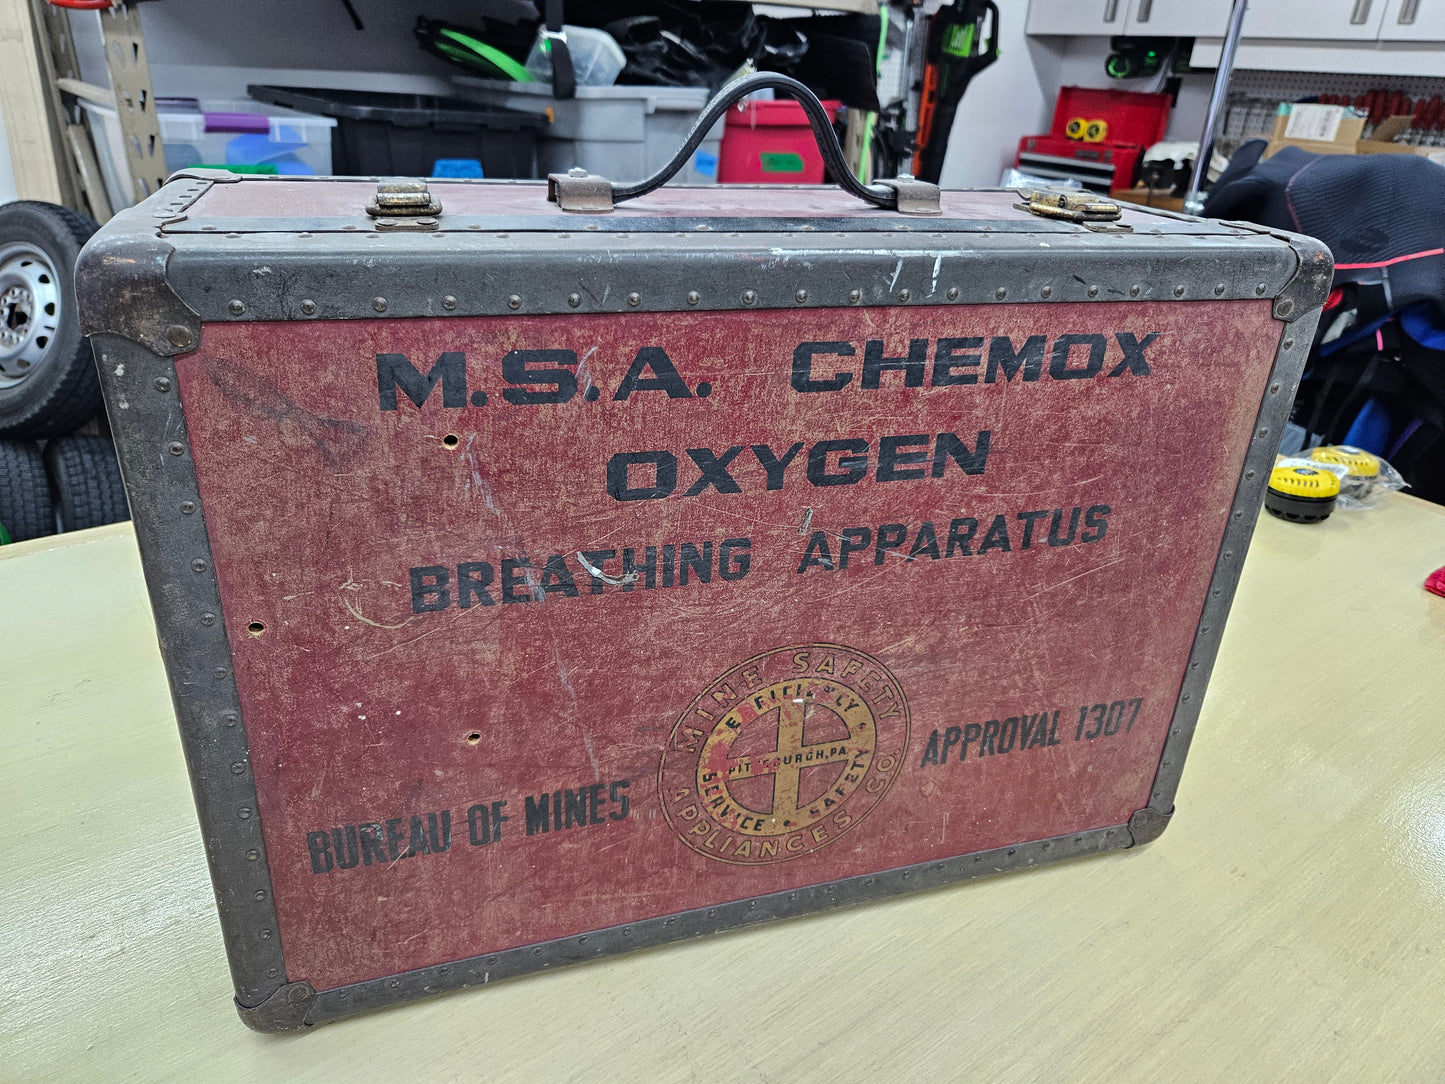 M.S.A. CHEMOX
OXYGEN
BREATHING APPARATUS
MINE SAFETY
APPLIANCES CO.
EFFICIENCY
PITTSBURGH, PA
SERVICE • SAFETY
BUREAU OF MINES
APPROVAL 1307